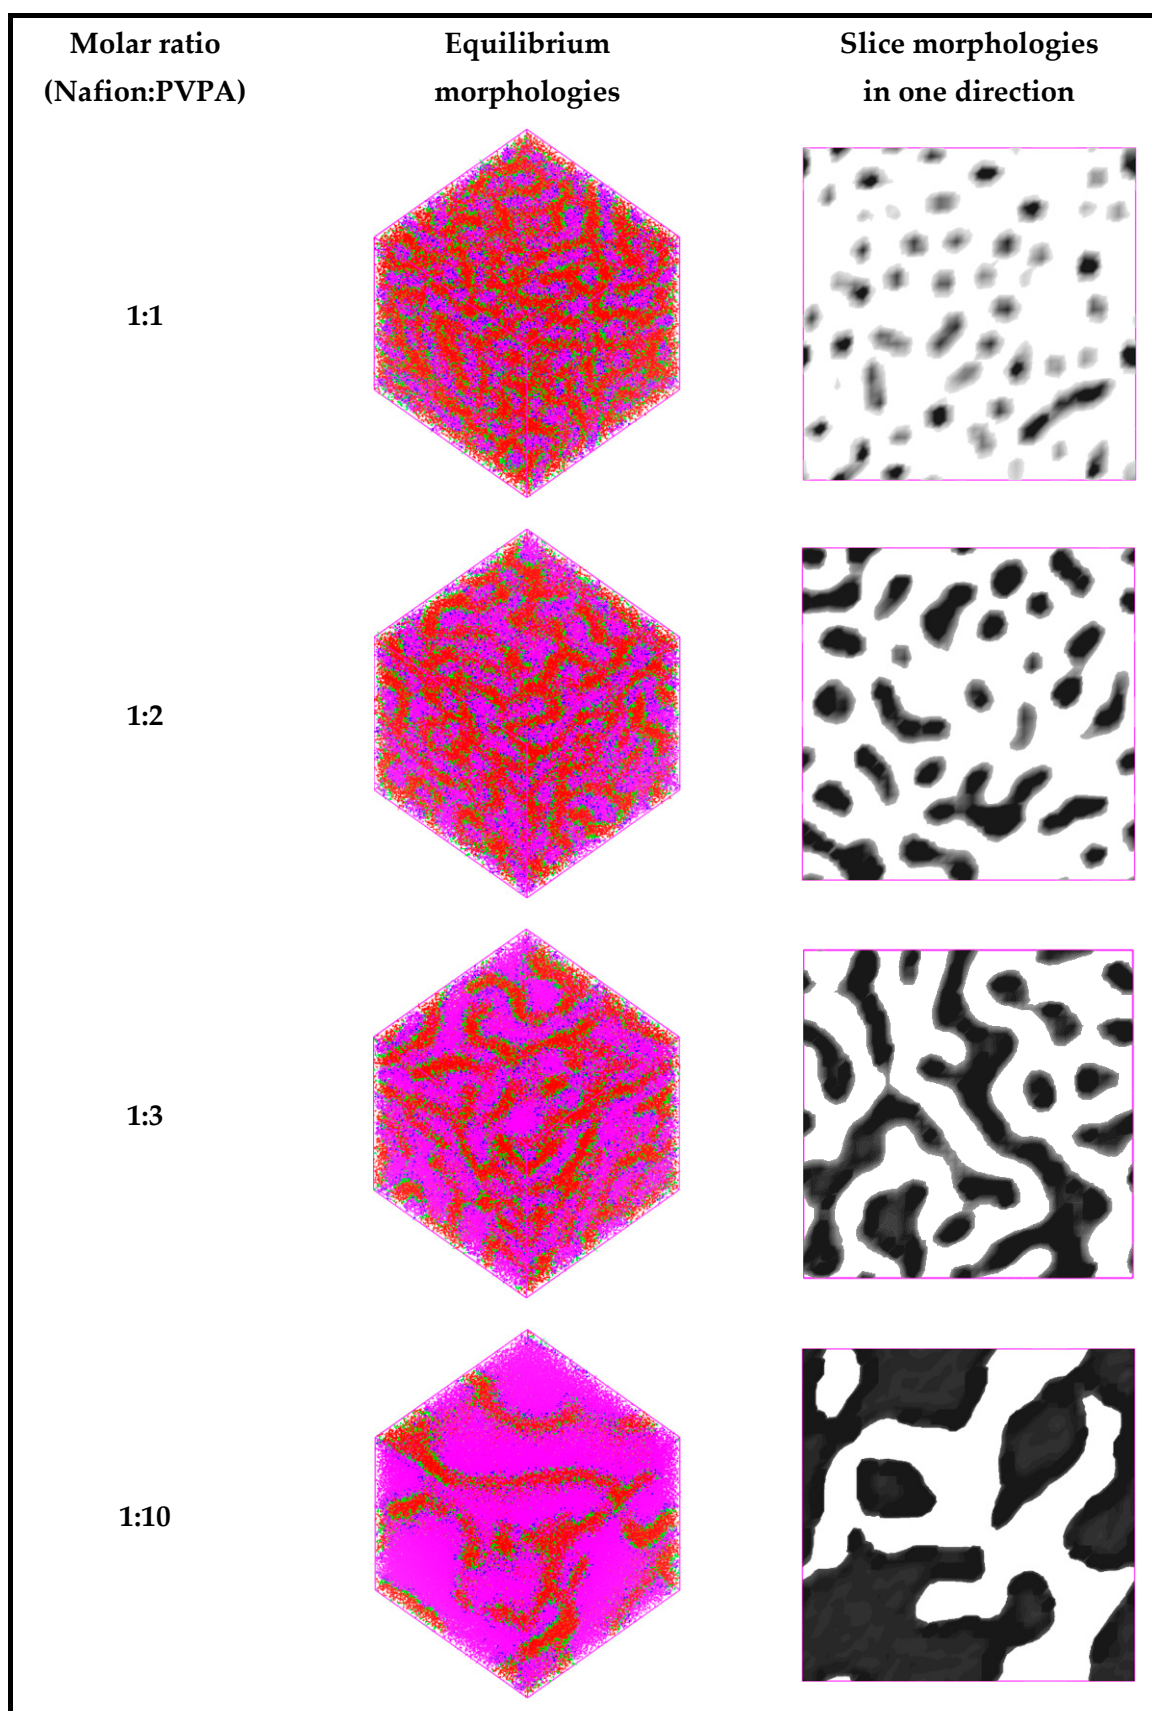 Molar ratio
(Nafion:PVPA)
Equilibrium
morphologies
Slice morphologies
in one direction
1:1
1:2
1:3
1:10